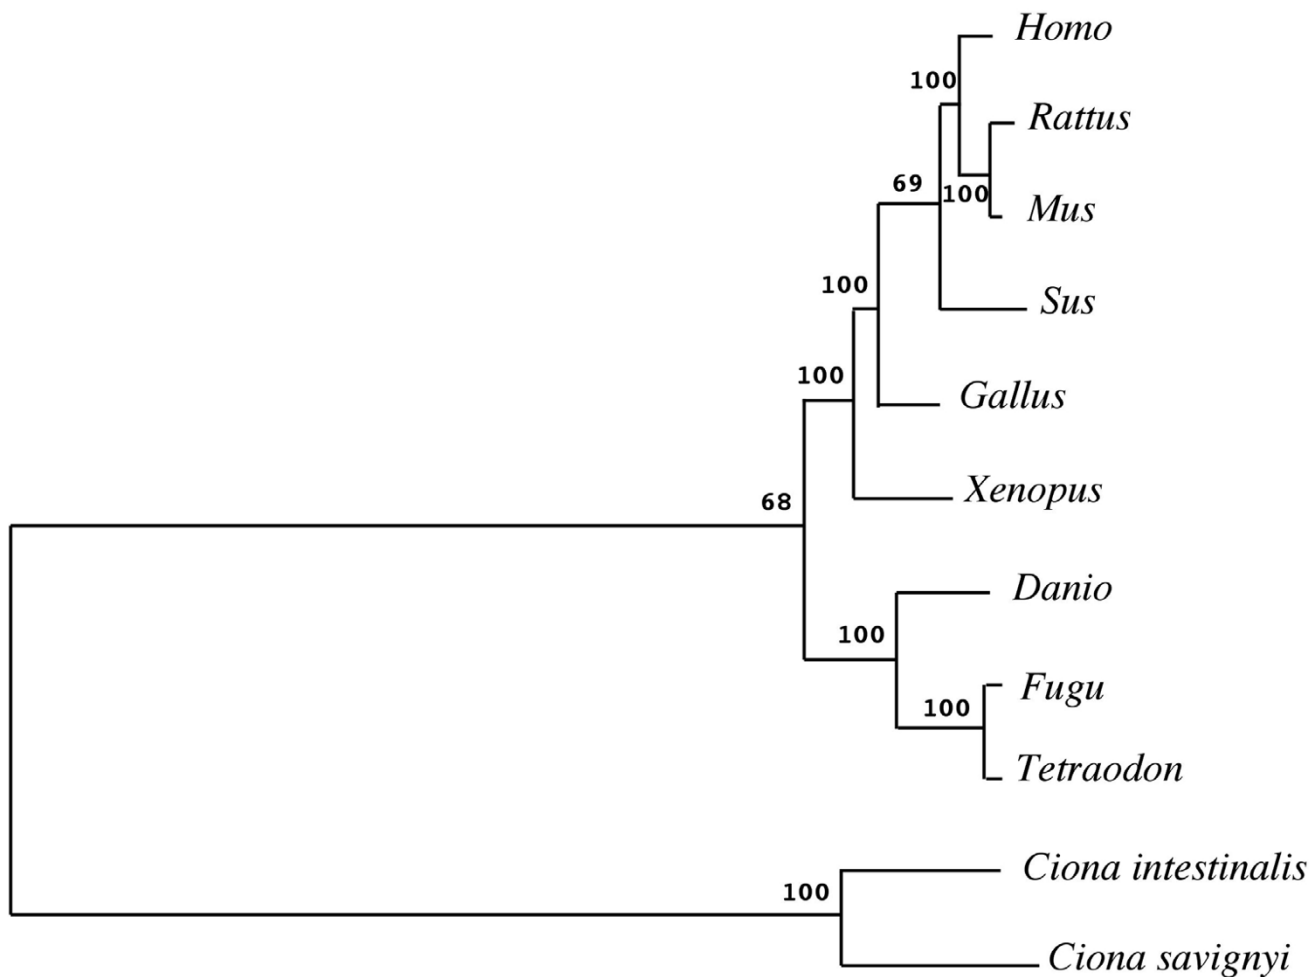 Homo
100
Rattus
69
100
Mus
100
Sus
100
Gallus
68
Xenopus
Danio
100
Fugu
100
Tetraodon
Ciona intestinalis
100
Ciona savignyi